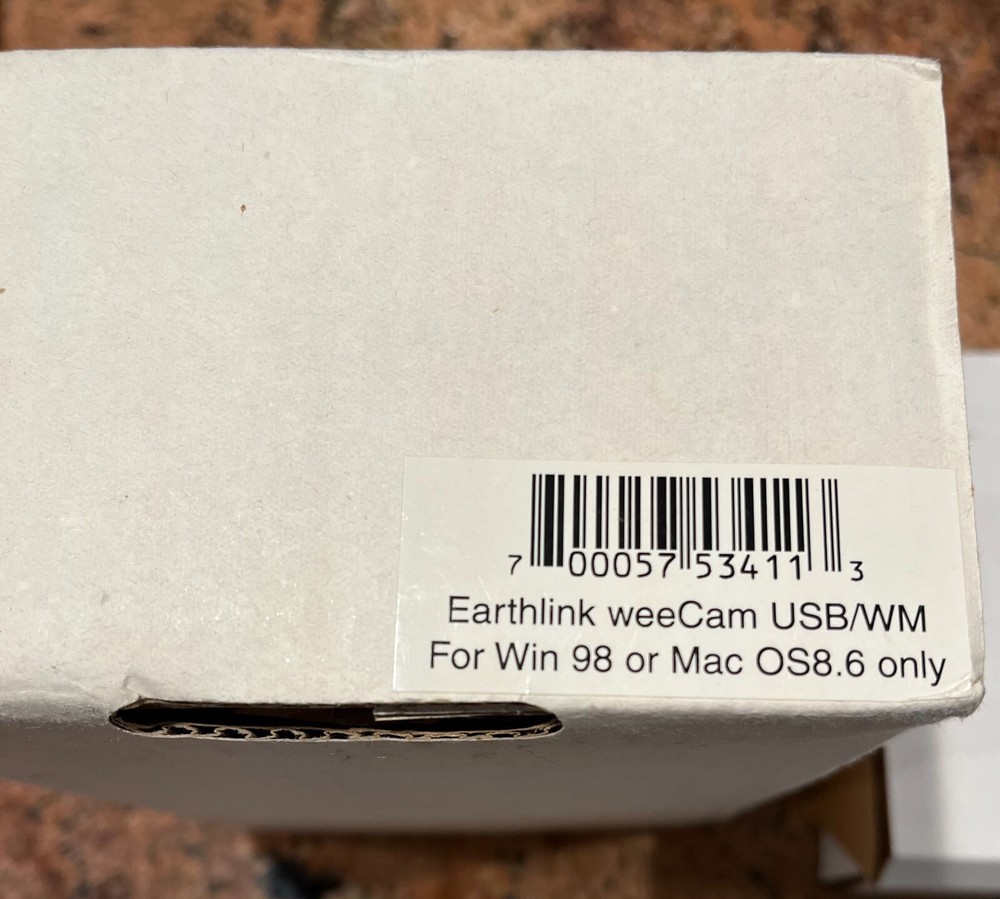 7 00057 53411 3
Earthlink weeCam USB/WM
For Win 98 or Mac OS8.6 only